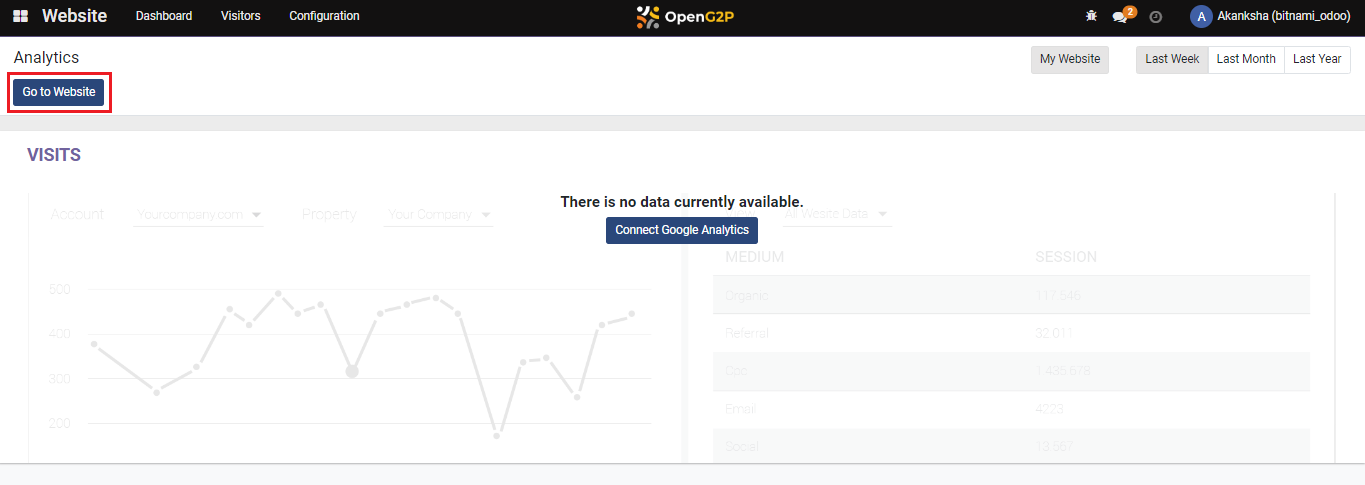 Website Dashboard Visitors Configuration OpenG2P 2 A Akanksha (bitnami_odoo)
Analytics My Website Last Week Last Month Last Year
Go to Website
VISITS
There is no data currently available.
Account Yourcompany.com Property Your Company All Wesite Data
Connect Google Analytics
MEDIUM SESSION
500
Organic 117 546
400
Referral 32 011
300
1 435 678
Email 4223
200
Social 13 567